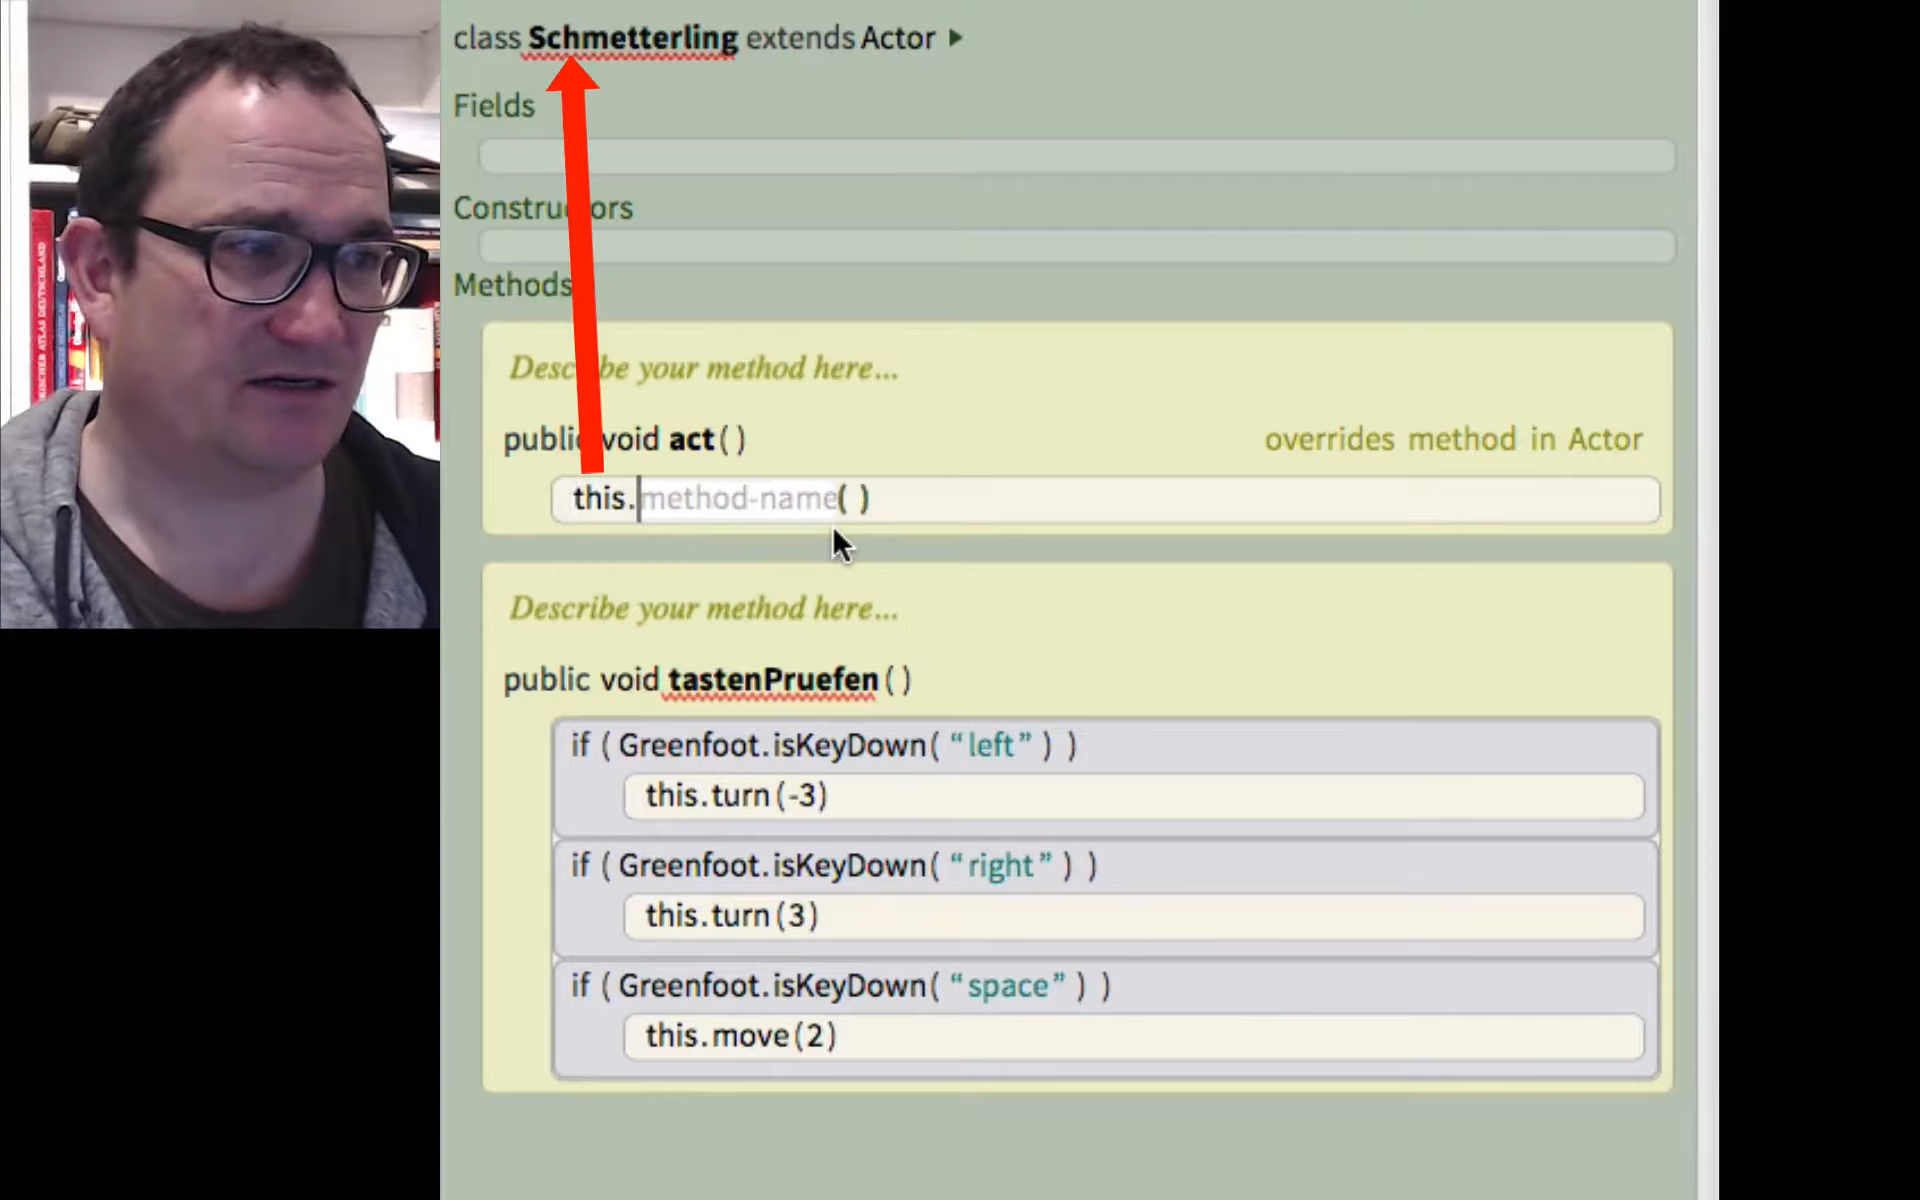 class Schmetterling extends Actor
Fields
Constructors
Methods
Describe your method here...
public void act()
overrides method in Actor
this.method-name()
Describe your method here...
public void tastenPruefen()
if ( Greenfoot.isKeyDown( “left” ) )
this.turn(-3)
if ( Greenfoot.isKeyDown( “right” ) )
this.turn(3)
if ( Greenfoot.isKeyDown( “space” ) )
this.move(2)
ATLAS DEUTSCHLAND